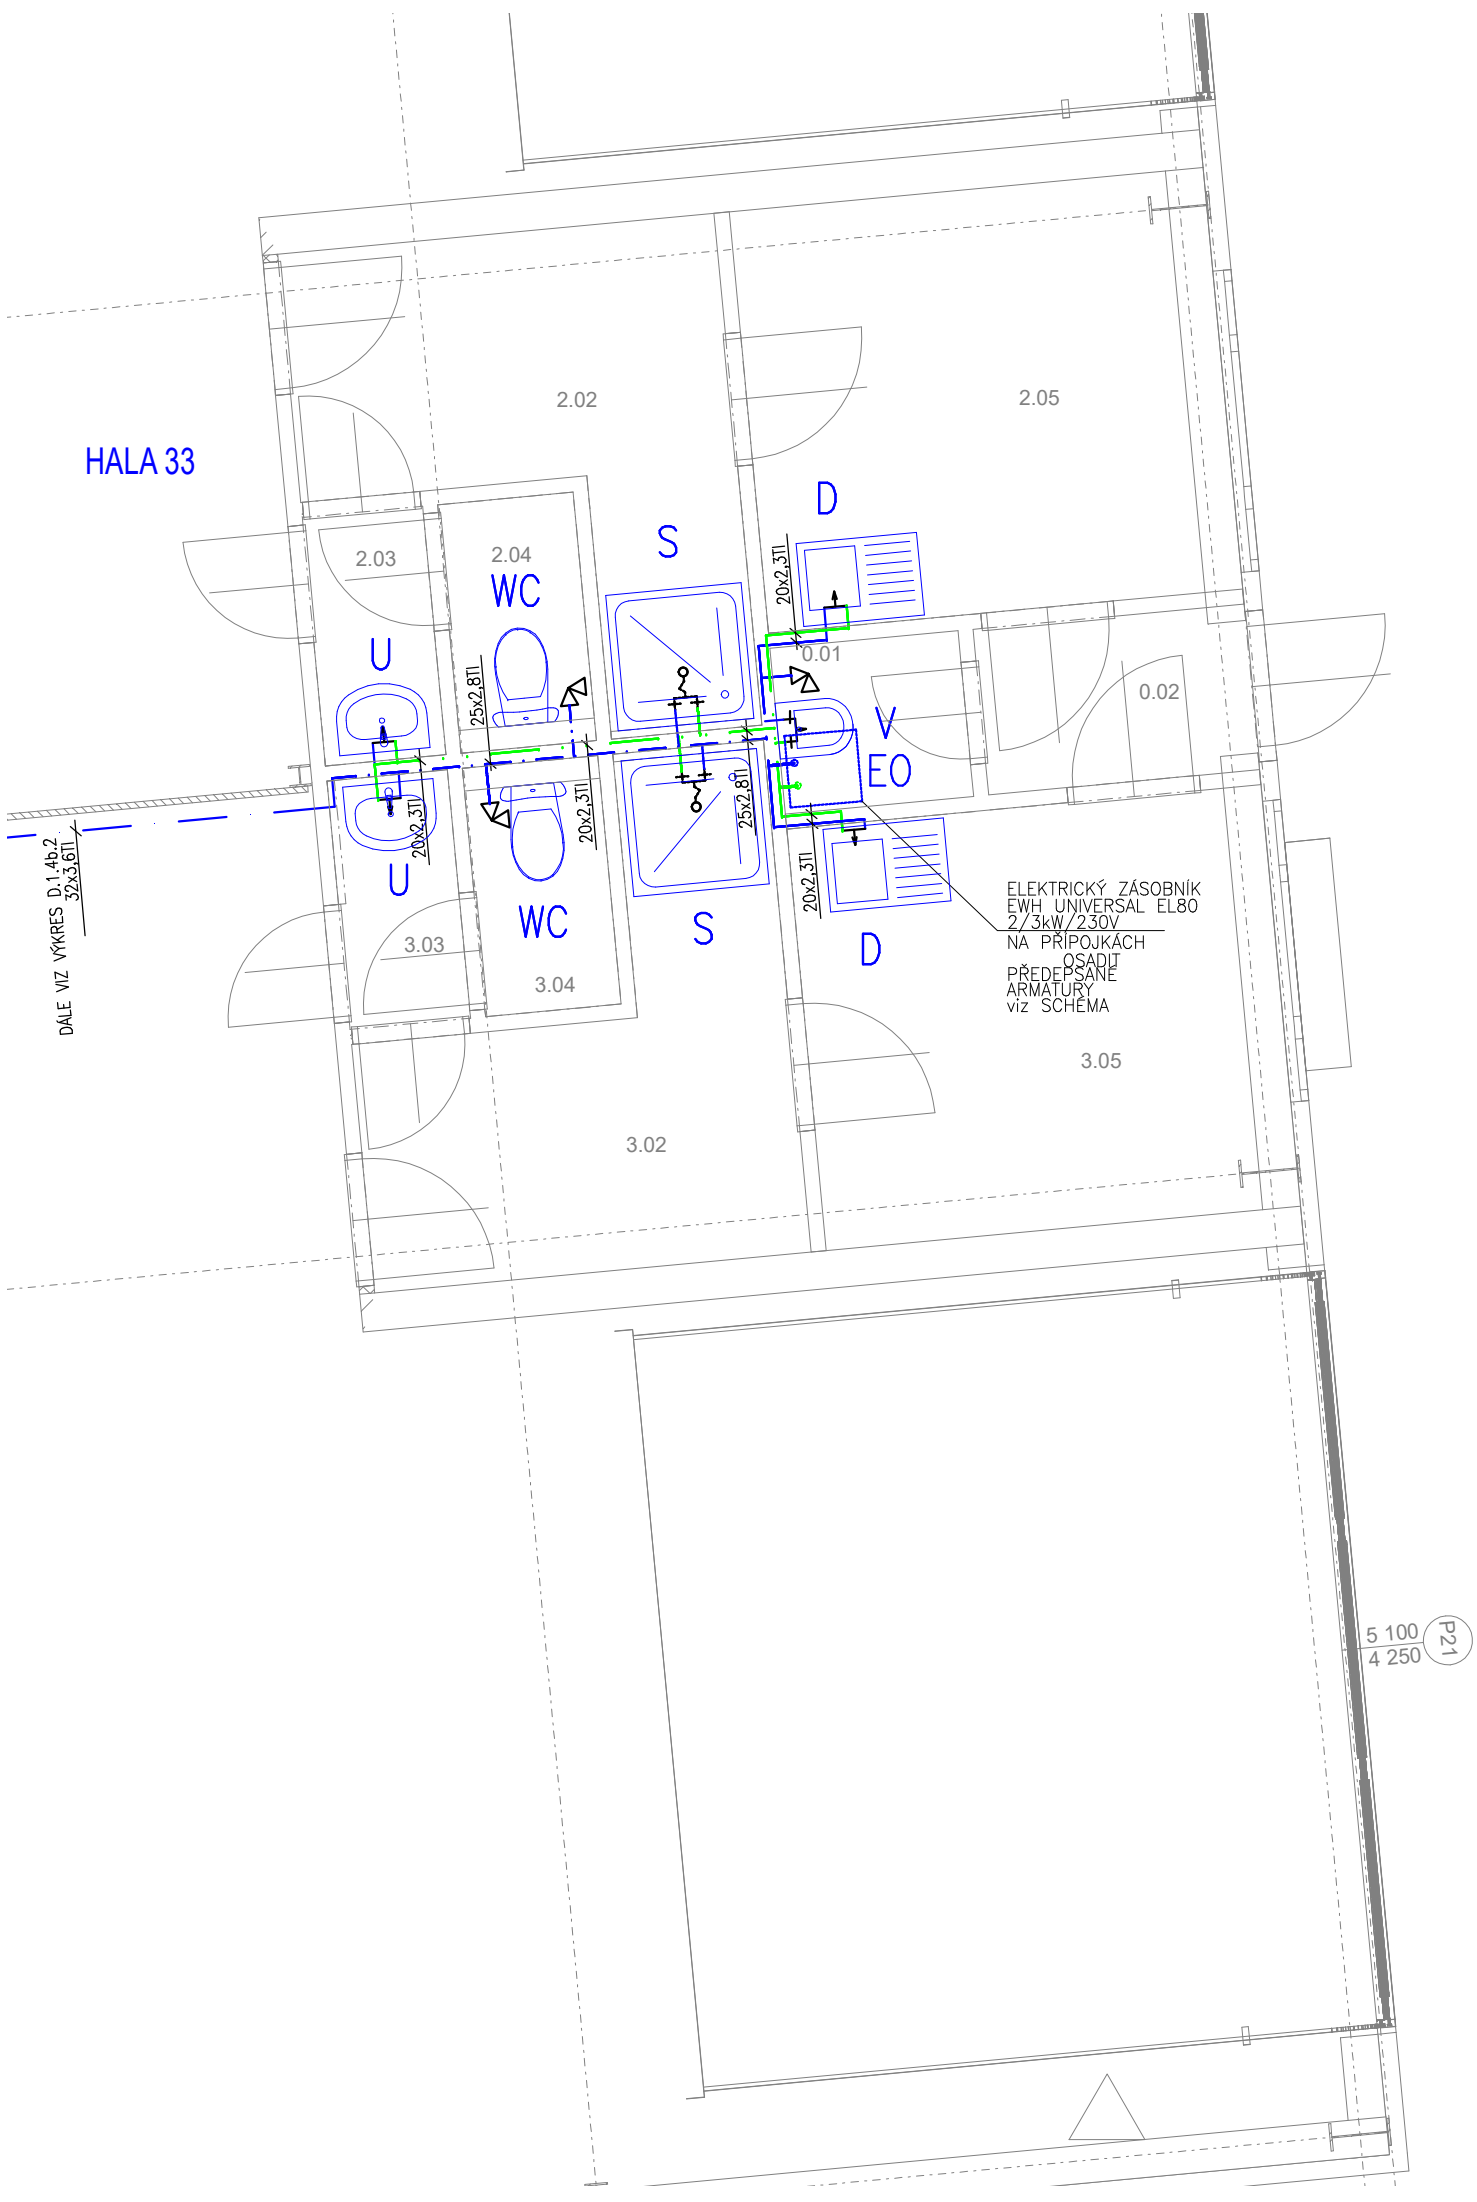 2.02
2.05
HALA 33
D
S
2.03
2.04
20x2,3TI
WC
U
0.01
0.02
25x2,8TI
V
EO
20x2,3TI
20x2,3TI
25x2,8TI
20x2,3TI
DÁLE VIZ VÝKRES D.1.4b.2
32x3,6TI
U
WC
S
D
ELEKTRICKÝ ZÁSOBNÍK
EWH UNIVERSAL EL80
2/3kW/230V
NA PŘÍPOJKÁCH
OSADIT
PŘEDEPSANÉ
ARMATURY
viz SCHÉMA
3.03
3.04
3.05
3.02
5 100
4 250
P21